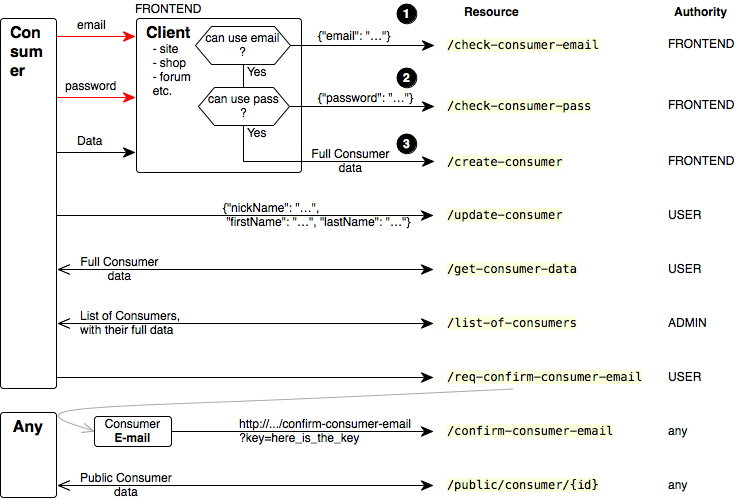 FRONTEND
Resource
Authority
Con
sum
er
email
Client
- site
- shop
- forum
etc.
can use email
?
1
{"email": "..."}
/check-consumer-email
FRONTEND
Yes
password
can use pass
?
2
{"password": "..."}
/check-consumer-pass
FRONTEND
Yes
Data
3
Full Consumer
data
/create-consumer
FRONTEND
{"nickName": "...",
"firstName": "...", "lastName": "..."}
/update-consumer
USER
Full Consumer
data
/get-consumer-data
USER
List of Consumers,
with their full data
/list-of-consumers
ADMIN
/req-confirm-consumer-email
USER
Any
Consumer
E-mail
http://.../confirm-consumer-email
?key=here_is_the_key
/confirm-consumer-email
any
Public Consumer
data
/public/consumer/{id}
any